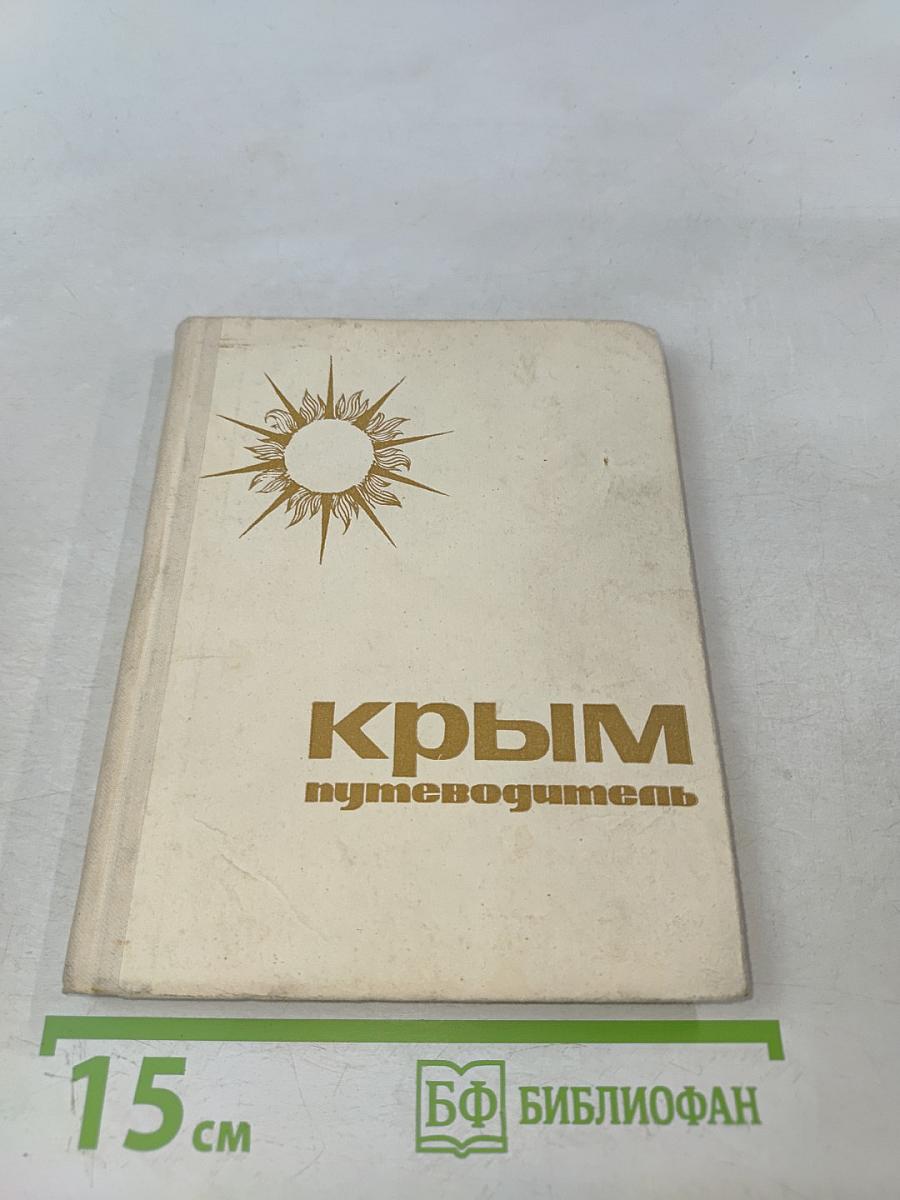 крым
путеводитель
15 см
БФ БИБЛИОФАН